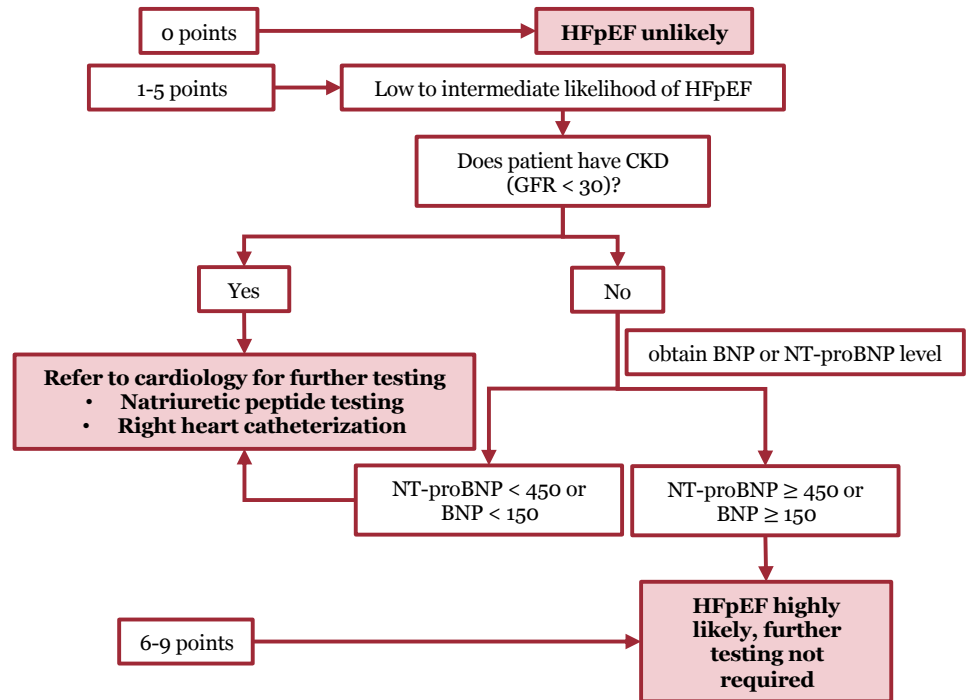 0 points
HFpEF unlikely
1-5 points
Low to intermediate likelihood of HFpEF
Does patient have CKD
(GFR < 30)?
Yes
No
obtain BNP or NT-proBNP level
Refer to cardiology for further testing
• Natriuretic peptide testing
• Right heart catheterization
NT-proBNP < 450 or
BNP < 150
NT-proBNP ≥ 450 or
BNP ≥ 150
6-9 points
HFpEF highly
likely, further
testing not
required